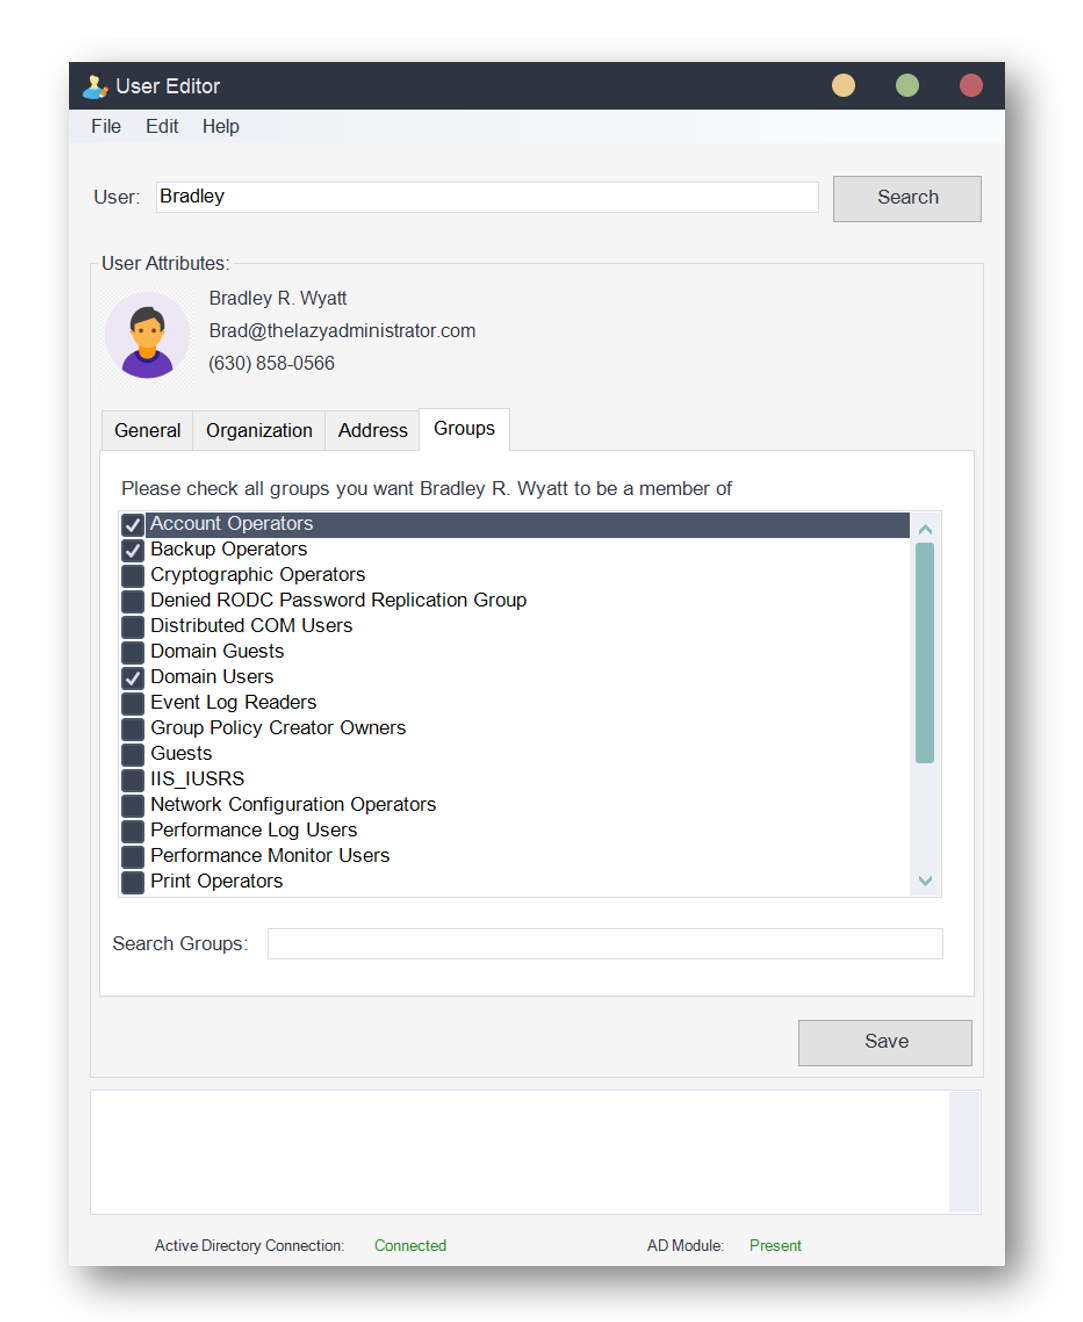 User Editor
File Edit Help
User: Bradley Search
User Attributes:
Bradley R. Wyatt
Brad@thelazyadministrator.com
(630) 858-0566
General Organization Address Groups
Please check all groups you want Bradley R. Wyatt to be a member of
Account Operators
Backup Operators
Cryptographic Operators
Denied RODC Password Replication Group
Distributed COM Users
Domain Guests
Domain Users
Event Log Readers
Group Policy Creator Owners
Guests
IIS_IUSRS
Network Configuration Operators
Performance Log Users
Performance Monitor Users
Print Operators
Search Groups:
Save
Active Directory Connection: Connected AD Module: Present